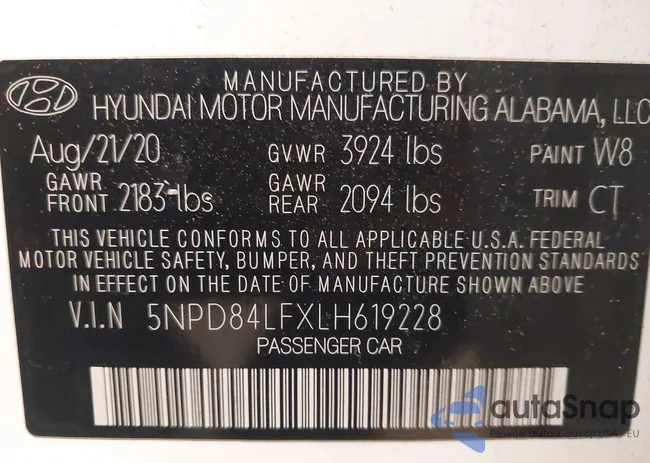 MANUFACTURED BY
HYUNDAI MOTOR MANUFACTURING ALABAMA, LLC
Aug/21/20 GVWR 3924 lbs PAINT W8
GAWR FRONT 2183 lbs GAWR REAR 2094 lbs TRIM CT
THIS VEHICLE CONFORMS TO ALL APPLICABLE U.S.A. FEDERAL
MOTOR VEHICLE SAFETY, BUMPER, AND THEFT PREVENTION STANDARDS
IN EFFECT ON THE DATE OF MANUFACTURE SHOWN ABOVE
V.I.N 5NPD84LFXLH619228
PASSENGER CAR
autoSnap